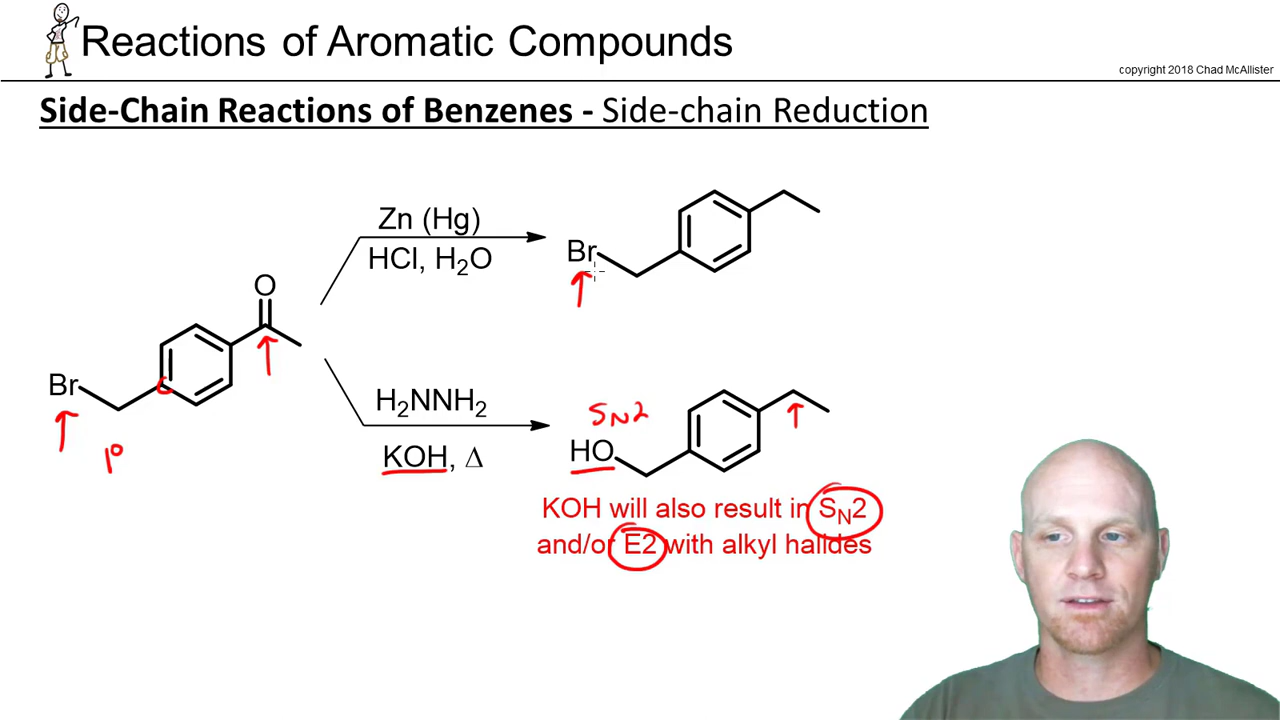 Reactions of Aromatic Compounds
copyright 2018 Chad McAllister
Side-Chain Reactions of Benzenes - Side-chain Reduction
Zn (Hg)
HCl, H₂O
Br
O
Br
1°
H₂NNH₂
KOH, Δ
SN2
HO
KOH will also result in SN2
and/or E2 with alkyl halides